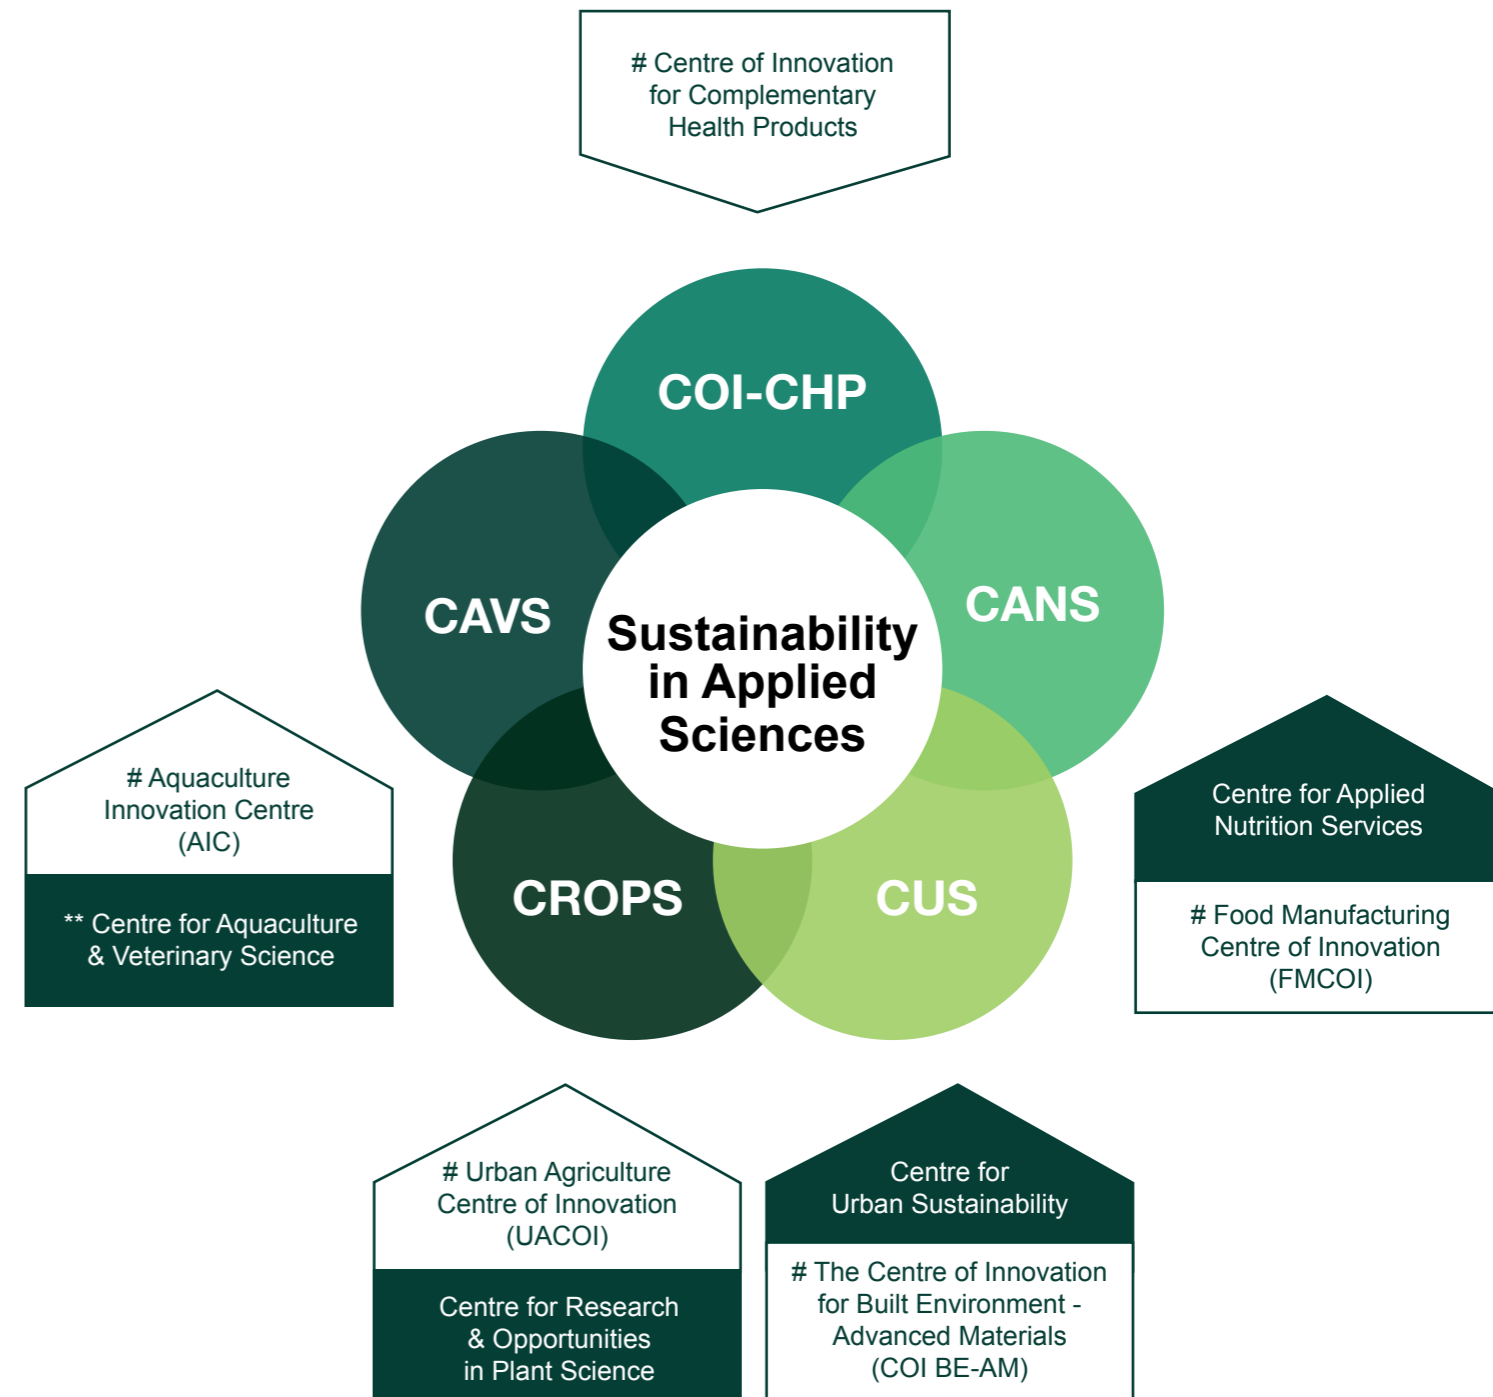 # Centre of Innovation
for Complementary
Health Products
COI-CHP
CAVS
CANS
Sustainability
in Applied
Sciences
CROPS
CUS
# Aquaculture
Innovation Centre
(AIC)
** Centre for Aquaculture
& Veterinary Science
Centre for Applied
Nutrition Services
# Food Manufacturing
Centre of Innovation
(FMCOI)
# Urban Agriculture
Centre of Innovation
(UACOI)
Centre for Research
& Opportunities
in Plant Science
Centre for
Urban Sustainability
# The Centre of Innovation
for Built Environment -
Advanced Materials
(COI BE-AM)